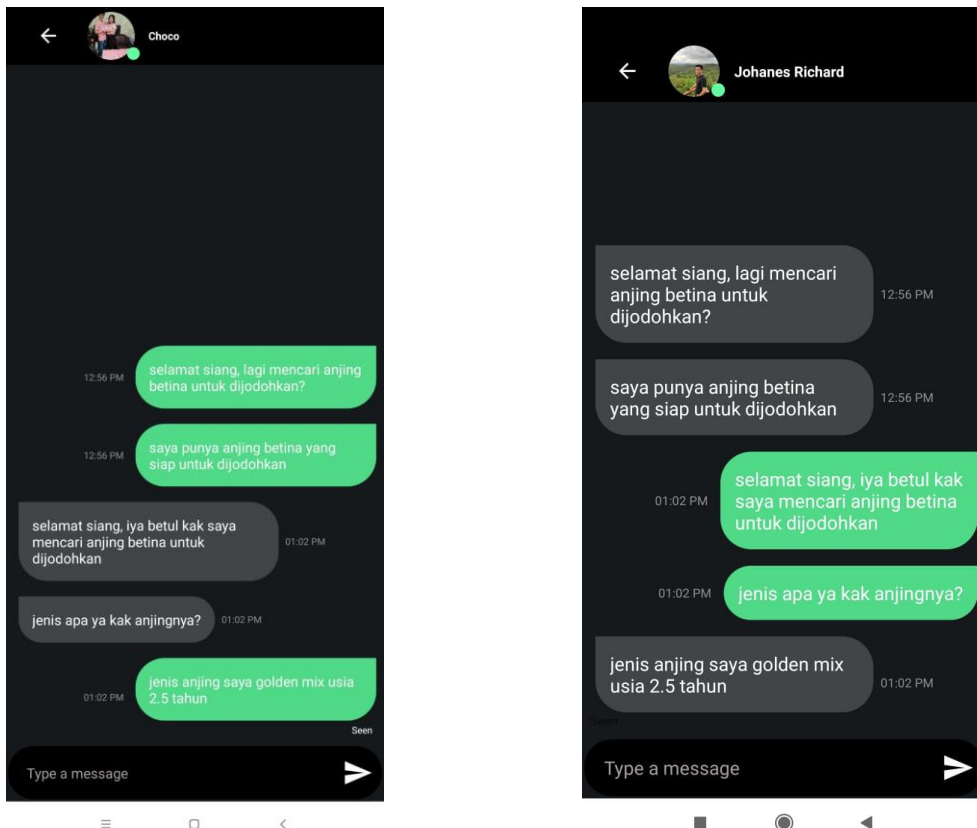 Choco
12:56 PM
selamat siang, lagi mencari anjing
betina untuk dijodohkan?
12:56 PM
saya punya anjing betina yang
siap untuk dijodohkan
selamat siang, iya betul kak saya
mencari anjing betina untuk
dijodohkan
01:02 PM
jenis apa ya kak anjingnya?
01:02 PM
01:02 PM
jenis anjing saya golden mix usia
2.5 tahun
Seen
Type a message
Johanes Richard
selamat siang, lagi mencari
anjing betina untuk
dijodohkan?
12:56 PM
saya punya anjing betina
yang siap untuk dijodohkan
12:56 PM
01:02 PM
selamat siang, iya betul kak
saya mencari anjing betina
untuk dijodohkan
01:02 PM
jenis apa ya kak anjingnya?
jenis anjing saya golden mix
usia 2.5 tahun
01:02 PM
Seen
Type a message